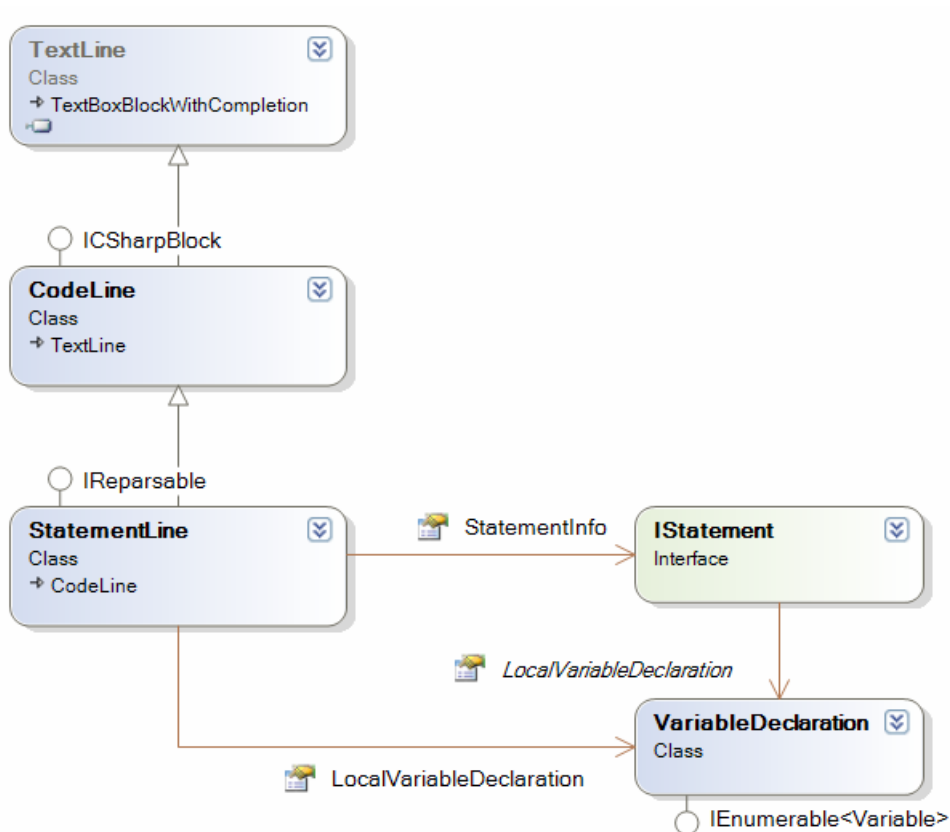 TextLine
Class
TextBoxBlockWithCompletion
ICSharpBlock
CodeLine
Class
TextLine
IReparsable
StatementLine
Class
CodeLine
StatementInfo
IStatement
Interface
LocalVariableDeclaration
VariableDeclaration
Class
LocalVariableDeclaration
IEnumerable<Variable>